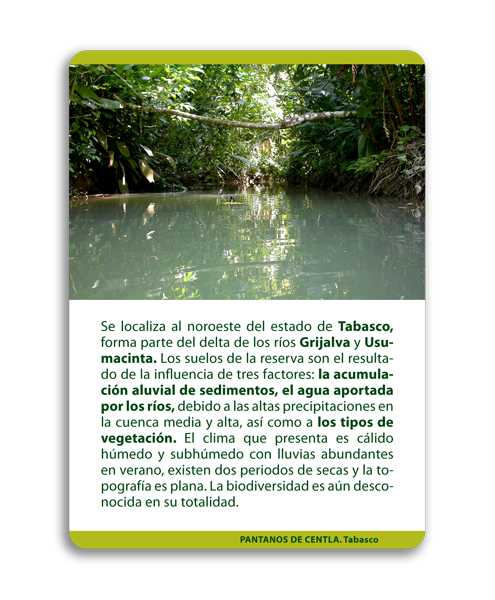 Se localiza al noroeste del estado de Tabasco,
forma parte del delta de los ríos Grijalva y Usu-
macinta. Los suelos de la reserva son el resulta-
do de la influencia de tres factores: la acumula-
ción aluvial de sedimentos, el agua aportada
por los ríos, debido a las altas precipitaciones en
la cuenca media y alta, así como a los tipos de
vegetación. El clima que presenta es cálido
húmedo y subhúmedo con lluvias abundantes
en verano, existen dos periodos de secas y la to-
pografía es plana. La biodiversidad es aún desco-
nocida en su totalidad.
PANTANOS DE CENTLA. Tabasco